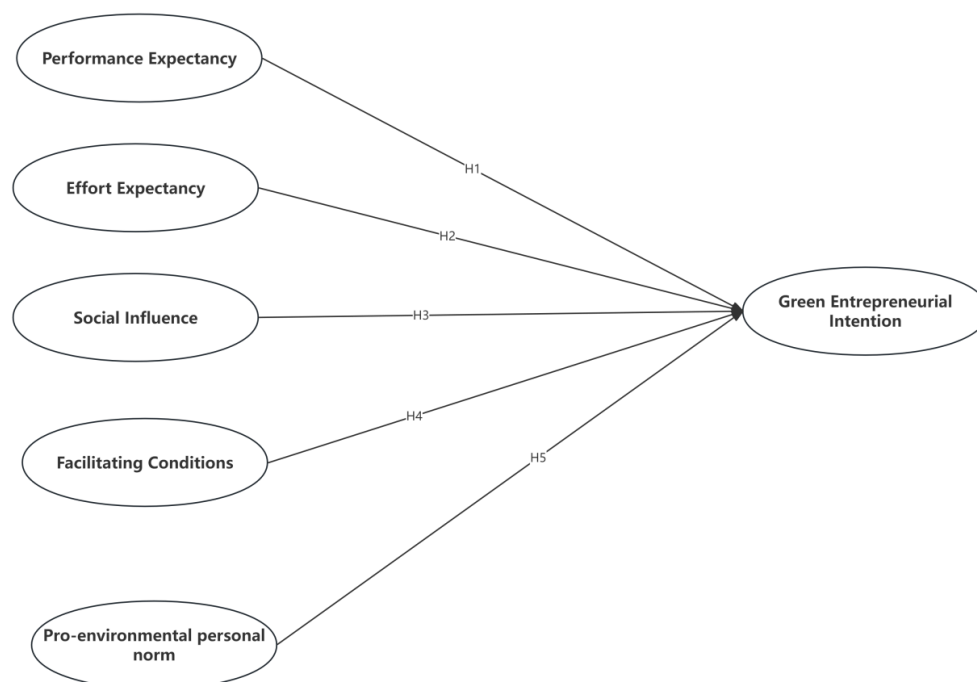 Performance Expectancy
H1
Effort Expectancy
H2
Social Influence
H3
Green Entrepreneurial
Intention
Facilitating Conditions
H4
H5
Pro-environmental personal
norm